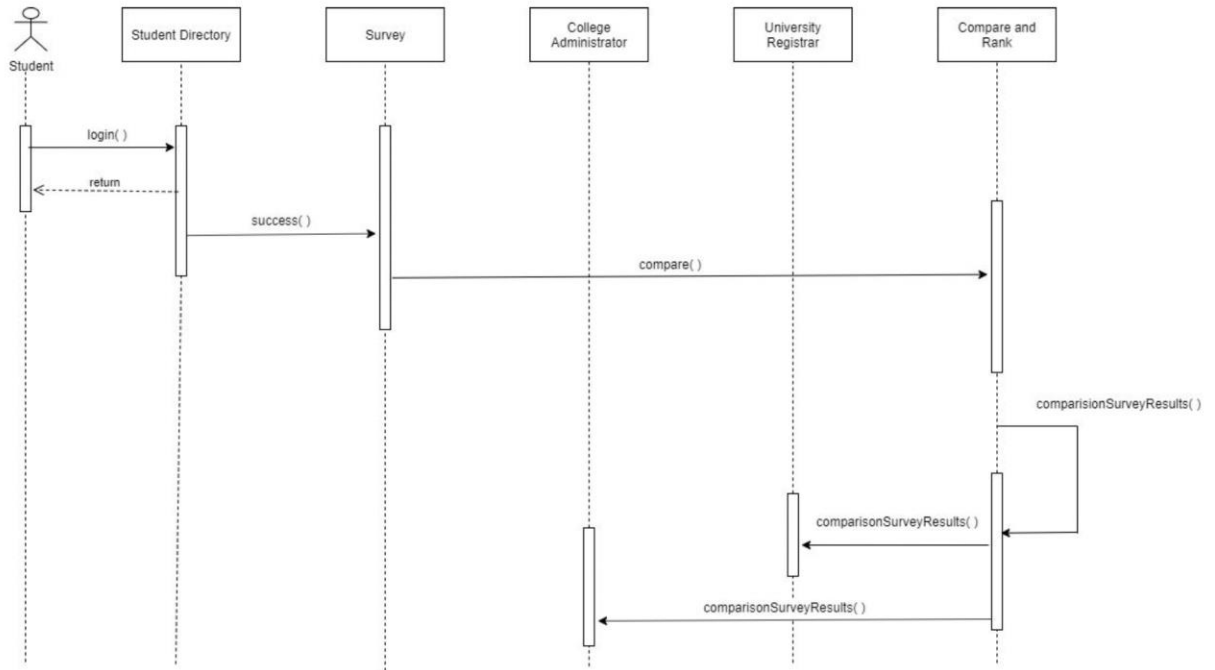 Student Directory
Survey
College
Administrator
University
Registrar
Compare and
Rank
Student
login( )
return
success( )
compare( )
comparisionSurveyResults( )
comparisonSurveyResults( )
comparisonSurveyResults( )